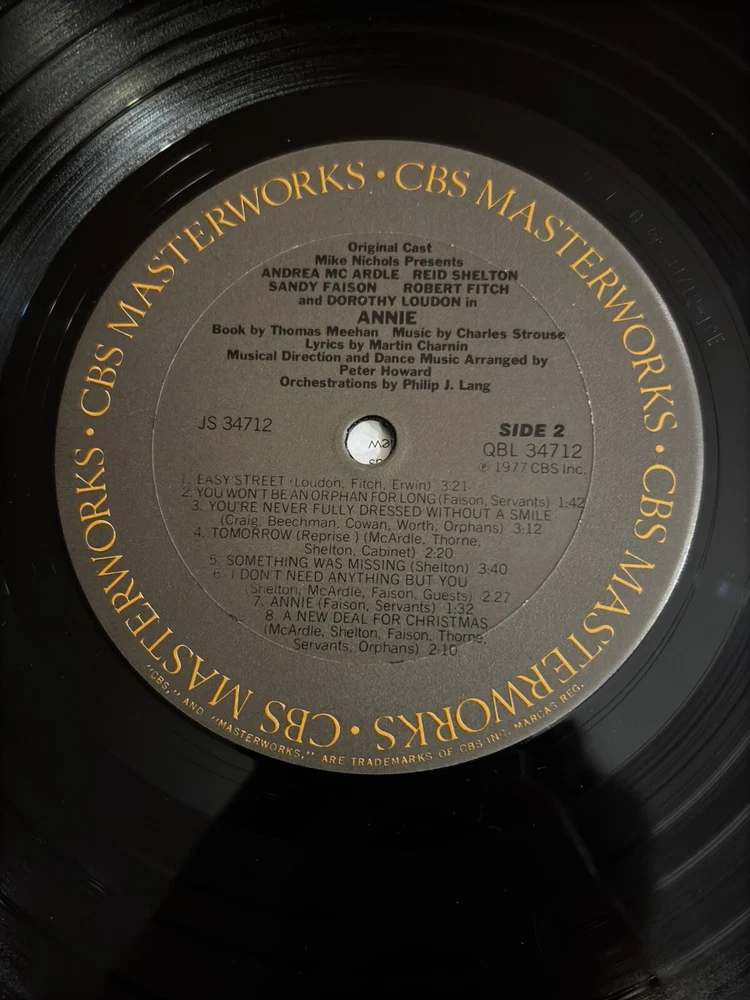 CBS MASTERWORKS • CBS MASTERWORKS • CBS MASTERWORKS • CBS MASTERWORKS • CBS MASTERWORKS •
Original Cast
Mike Nichols Presents
ANDREA MC ARDLE REID SHELTON
SANDY FAISON ROBERT FITCH
and DOROTHY LOUDON in
ANNIE
Book by Thomas Meehan Music by Charles Strouse
Lyrics by Martin Charnin
Musical Direction and Dance Music Arranged by
Peter Howard
Orchestrations by Philip J. Lang
JS 34712
SIDE 2
QBL 34712
℗ 1977 CBS Inc.
1. EASY STREET (Loudon, Fitch, Erwin) 3:21
2. YOU WON'T BE AN ORPHAN FOR LONG (Faison, Servants) 1:42
3. YOU'RE NEVER FULLY DRESSED WITHOUT A SMILE
(Craig, Beechman, Cowan, Worth, Orphans) 3:12
4. TOMORROW (Reprise ) (McArdle, Thorne,
Shelton, Cabinet) 2:20
5. SOMETHING WAS MISSING (Shelton) 3:40
6. I DON'T NEED ANYTHING BUT YOU
(Shelton, McArdle, Faison, Guests) 2:27
7. ANNIE (Faison, Servants) 1:32
8. A NEW DEAL FOR CHRISTMAS
(McArdle, Shelton, Faison, Thorne,
Servants, Orphans) 2:10
"CBS," AND "MASTERWORKS," ARE TRADEMARKS OF CBS INC. MARCAS REG.